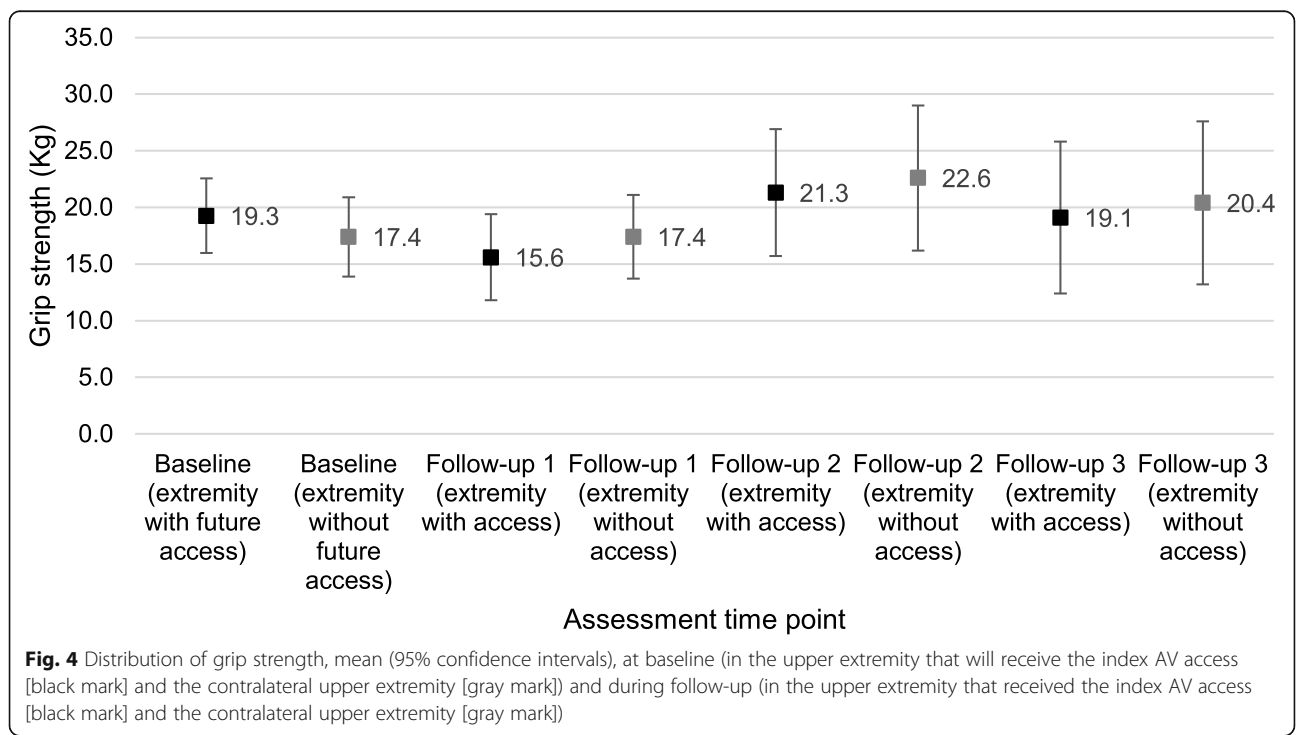 35.0
30.0
25.0
20.0
15.0
10.0
5.0
0.0
Grip strength (Kg)
19.3
17.4
15.6
17.4
21.3
22.6
19.1
20.4
Baseline
(extremity
with future
access)
Baseline
(extremity
without
future
access)
Follow-up 1
(extremity
with access)
Follow-up 1
(extremity
without
access)
Follow-up 2
(extremity
with access)
Follow-up 2
(extremity
without
access)
Follow-up 3
(extremity
with access)
Follow-up 3
(extremity
without
access)
Assessment time point
Fig. 4 Distribution of grip strength, mean (95% confidence intervals), at baseline (in the upper extremity that will receive the index AV access
[black mark] and the contralateral upper extremity [gray mark]) and during follow-up (in the upper extremity that received the index AV access
[black mark] and the contralateral upper extremity [gray mark])